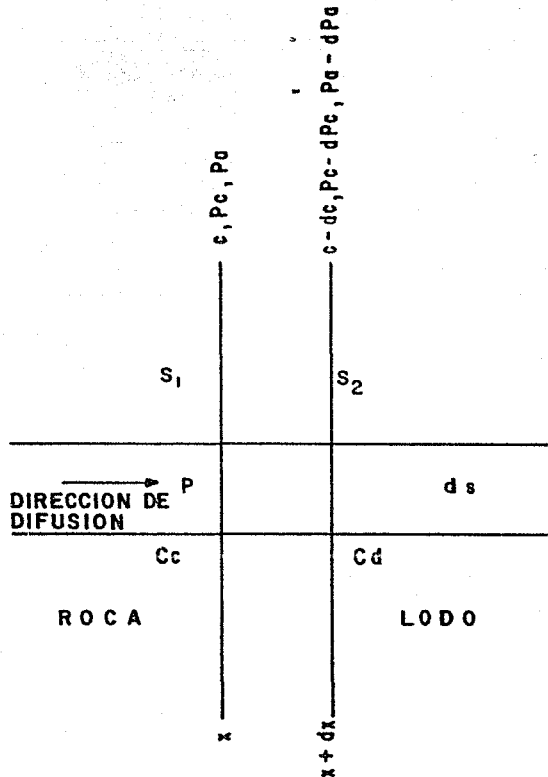 c, Pc, Pa
c-dc, Pc-dPc, Pa-dPa
S1
S2
P
ds
DIRECCION DE
DIFUSION
Cc
Cd
ROCA
LODO
x
x+dx